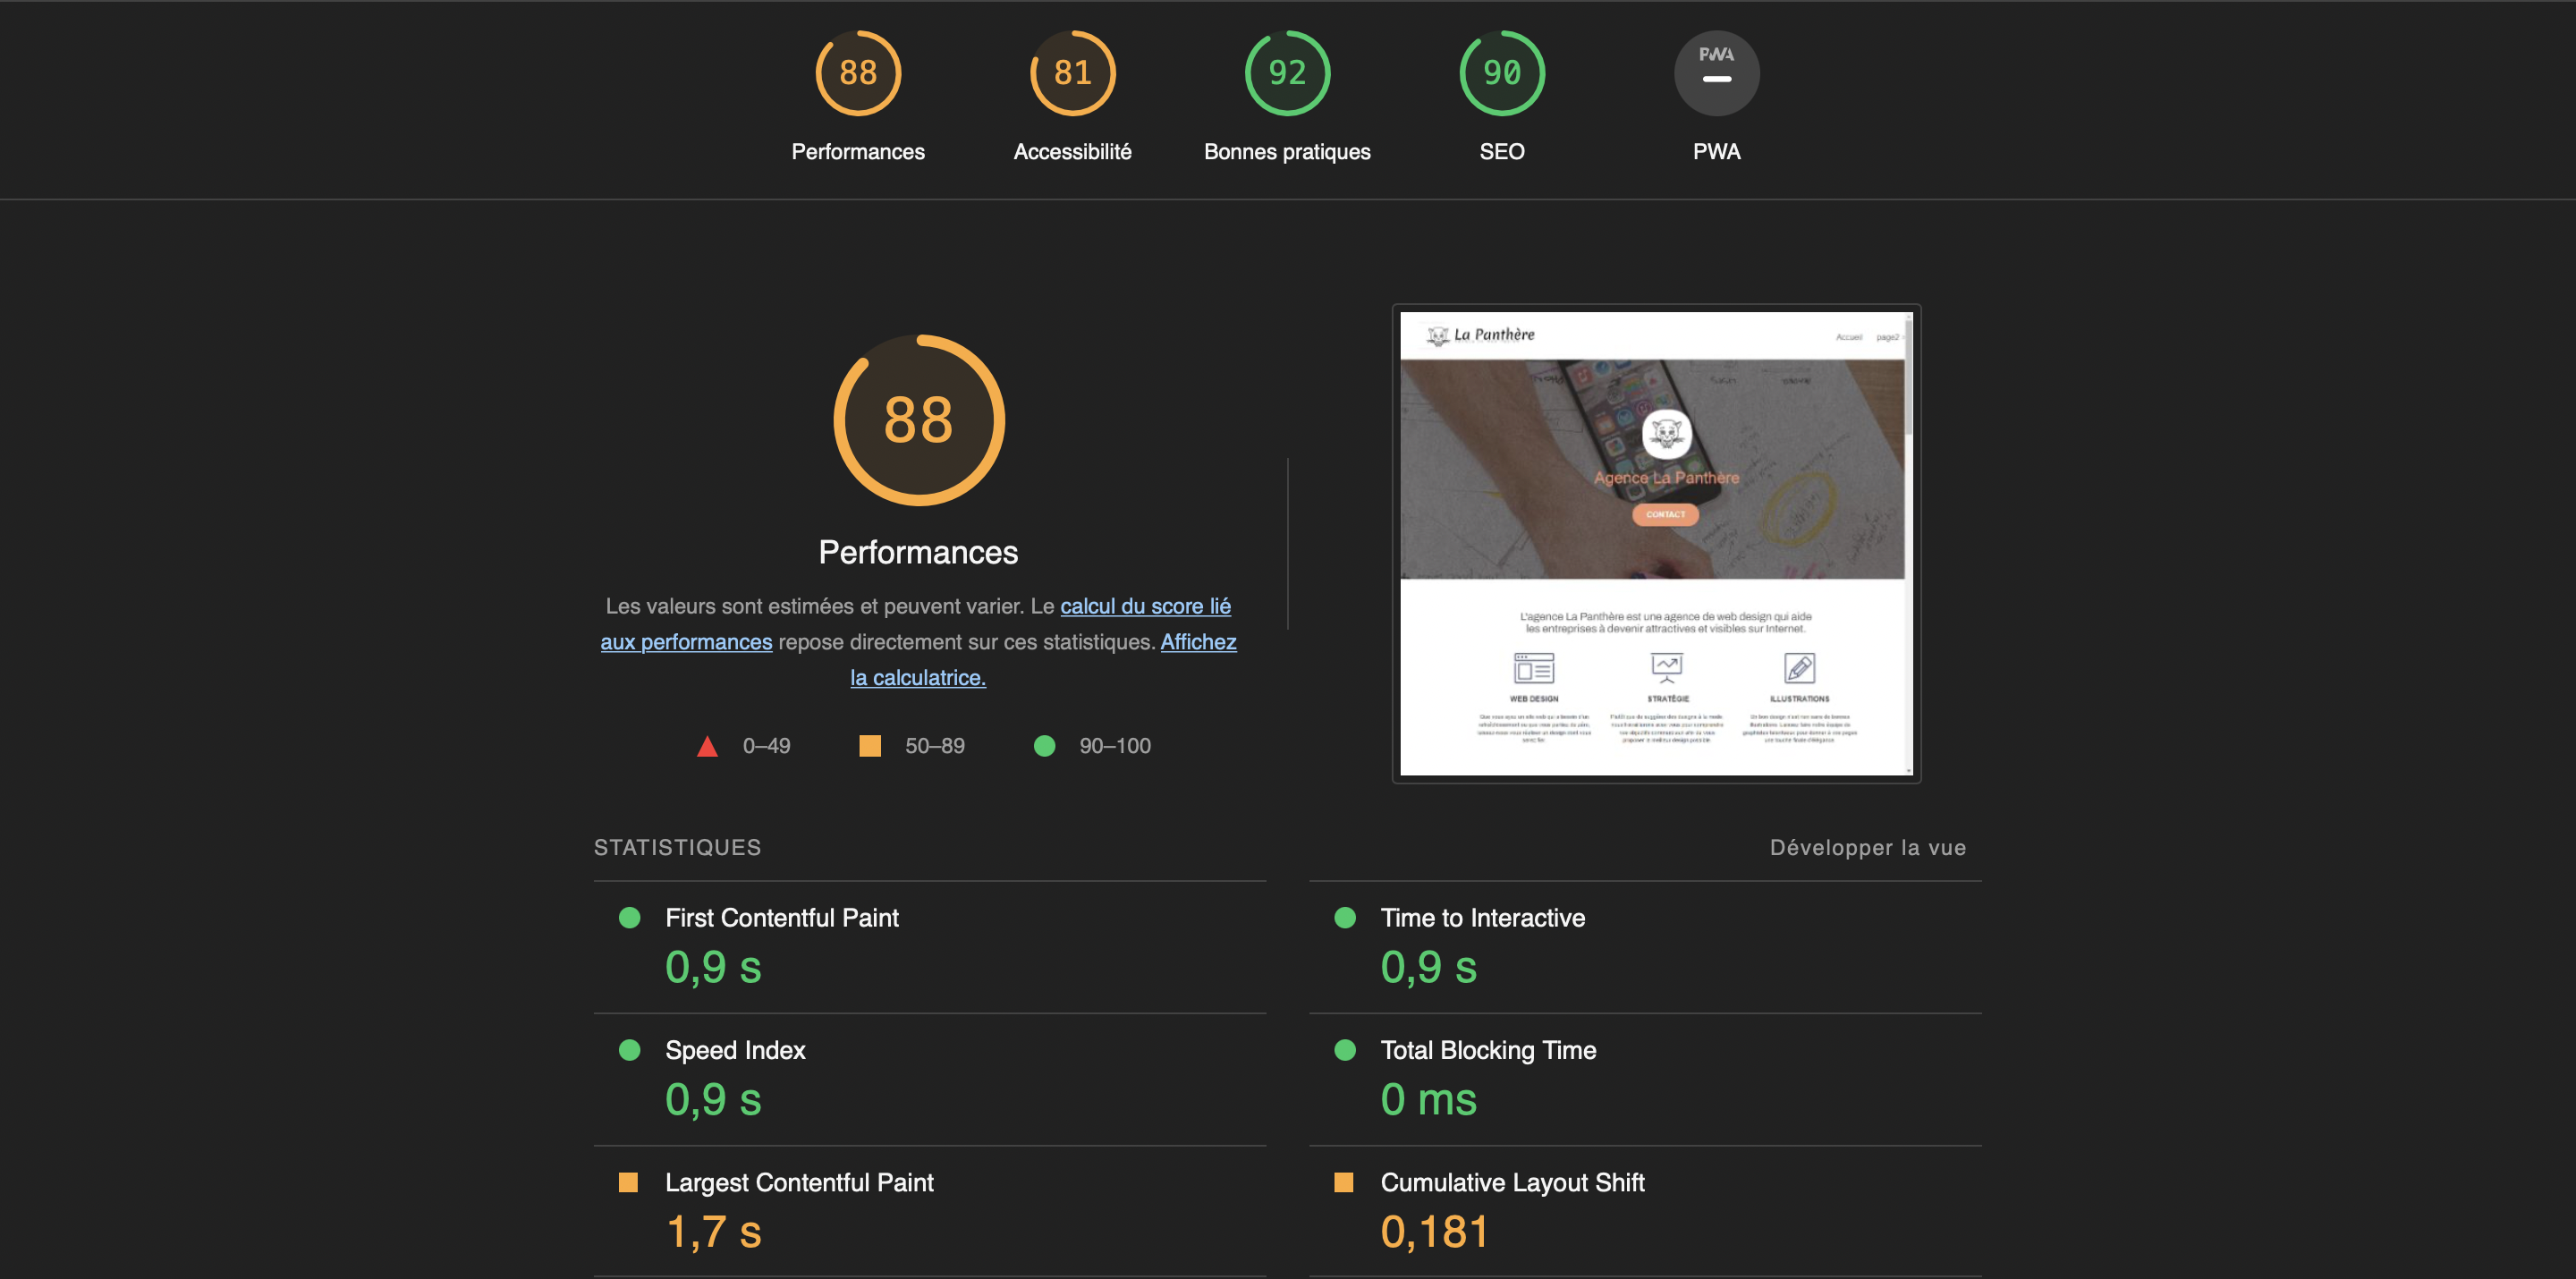 88
81
92
90
PWA
Performances
Accessibilité
Bonnes pratiques
SEO
PWA
88
Performances
Les valeurs sont estimées et peuvent varier. Le calcul du score lié
aux performances repose directement sur ces statistiques. Affichez
la calculatrice.
0–49
50–89
90–100
La Panthère
Accueil
page2
Agence La Panthère
CONTACT
L'agence La Panthère est une agence de web design qui aide
les entreprises à devenir attractives et visibles sur Internet.
WEB DESIGN
STRATÉGIE
ILLUSTRATIONS
STATISTIQUES
Développer la vue
First Contentful Paint
0,9 s
Time to Interactive
0,9 s
Speed Index
0,9 s
Total Blocking Time
0 ms
Largest Contentful Paint
1,7 s
Cumulative Layout Shift
0,181